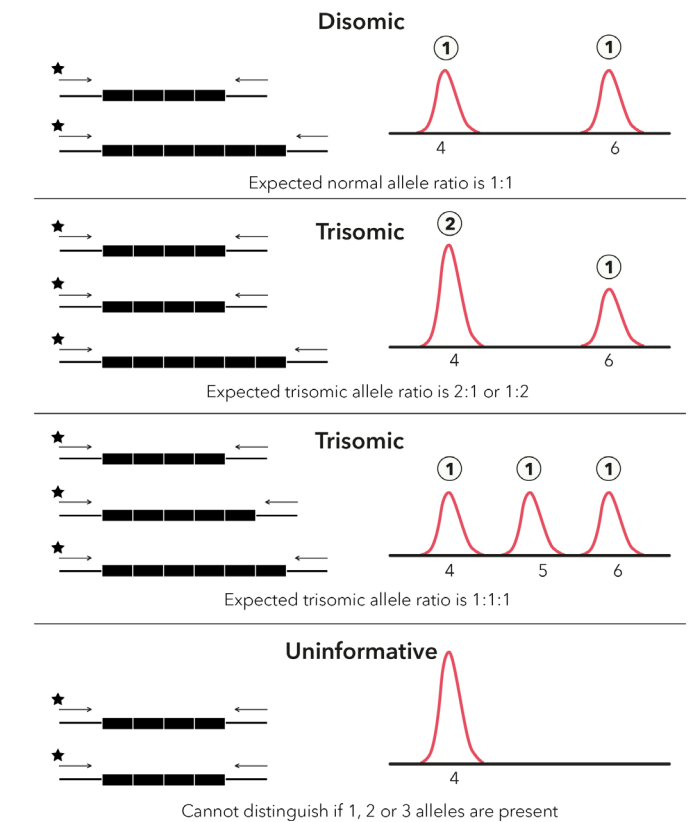 Disomic
① ①
4 6
Expected normal allele ratio is 1:1
Trisomic
② ①
4 6
Expected trisomic allele ratio is 2:1 or 1:2
Trisomic
① ① ①
4 5 6
Expected trisomic allele ratio is 1:1:1
Uninformative
4
Cannot distinguish if 1, 2 or 3 alleles are present